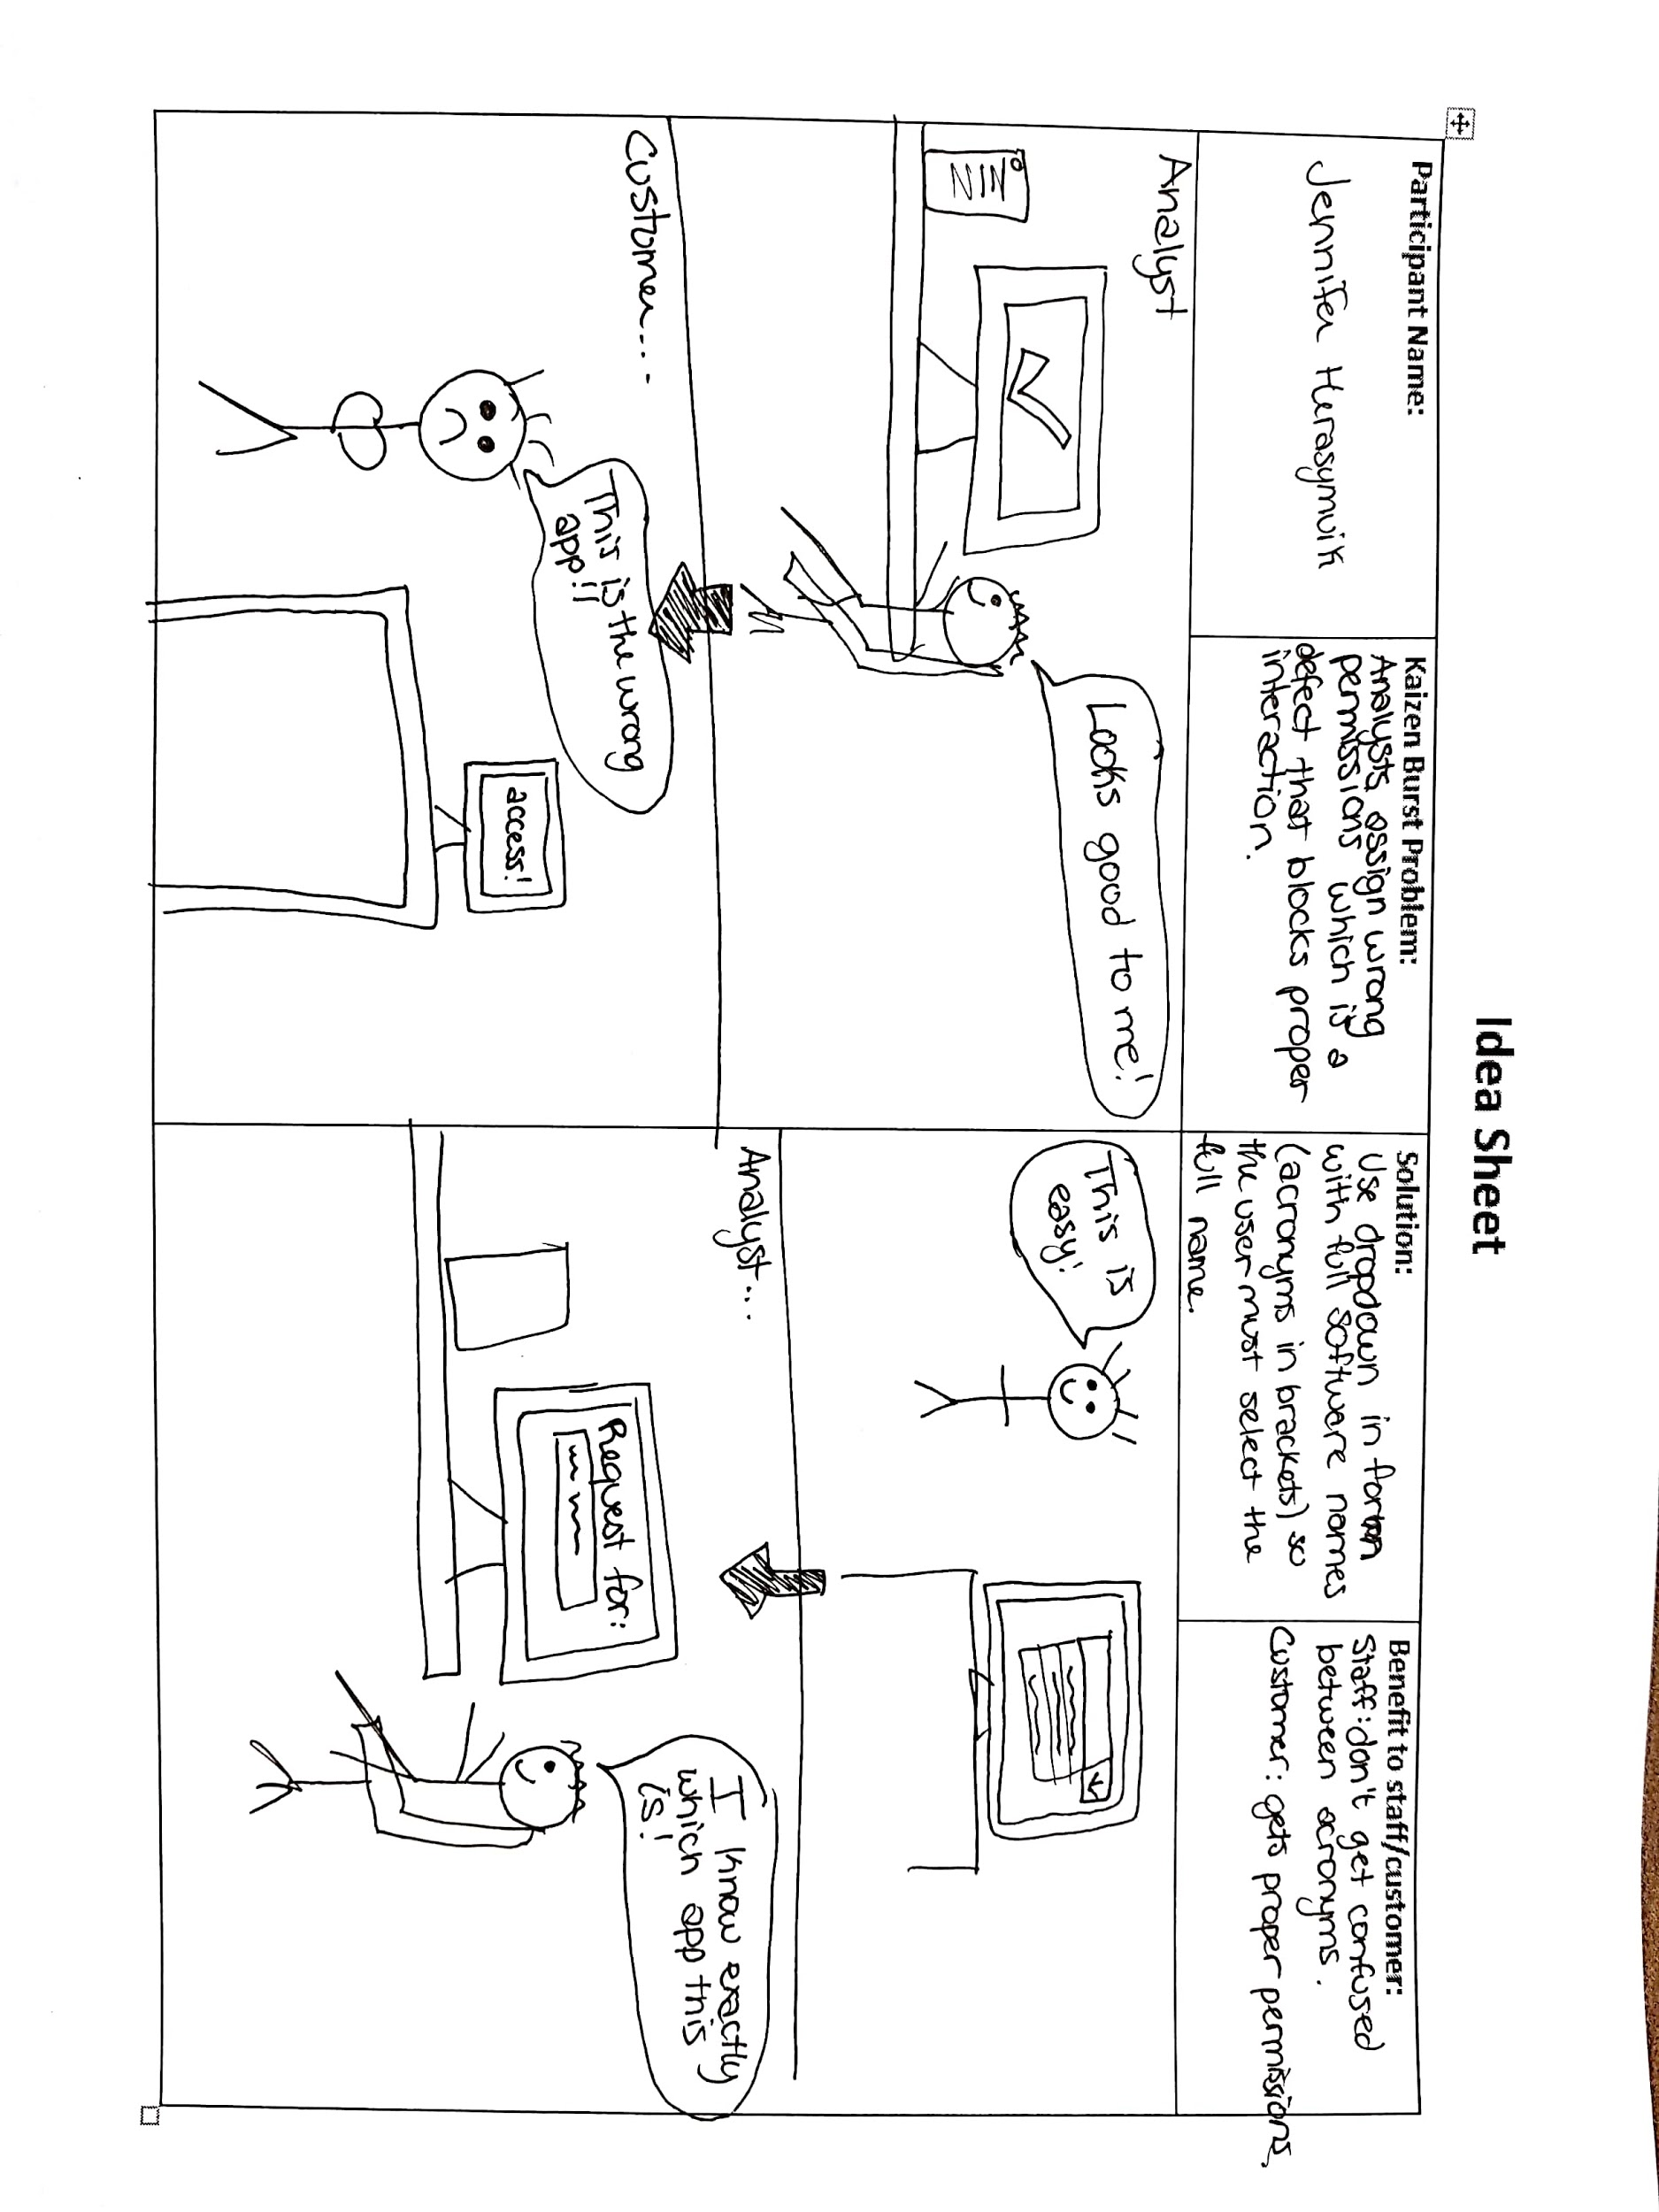 Idea Sheet
Participant Name:
Jennifer Herasymuik
Kaizen Burst Problem:
Analysts assign wrong
permissions which is a
defect that blocks proper
interaction.
Solution:
Use dropdown in form
with full software names
(acronyms in brackets) so
the user must select the
full name.
Benefit to staff/customer:
Staff: don't get confused
between acronyms.
Customer: gets proper permissions.
Analyst
Looks good to me!
Customer...
This is the wrong
app!!
access!
This is
easy!
Analyst...
Request for:
I know exactly
which app this
is!